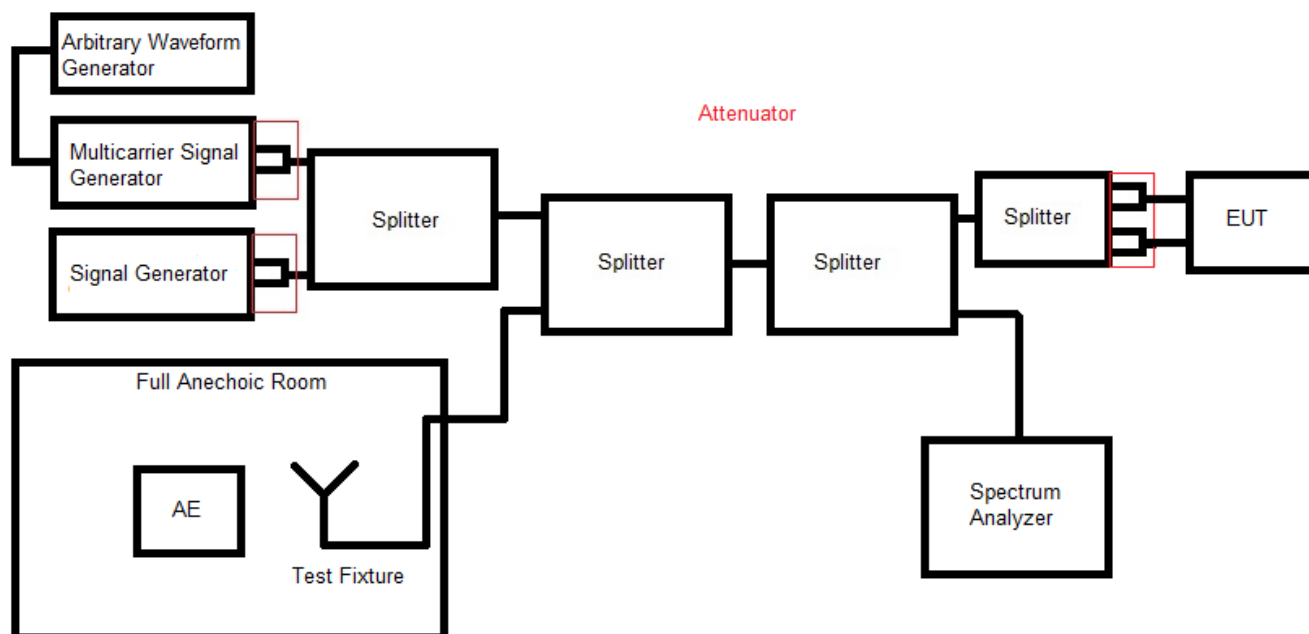 Arbitrary Waveform
Generator
Attenuator
Multicarrier Signal
Generator
Splitter
Splitter
EUT
Signal Generator
Splitter
Splitter
Full Anechoic Room
AE
Spectrum
Analyzer
Test Fixture